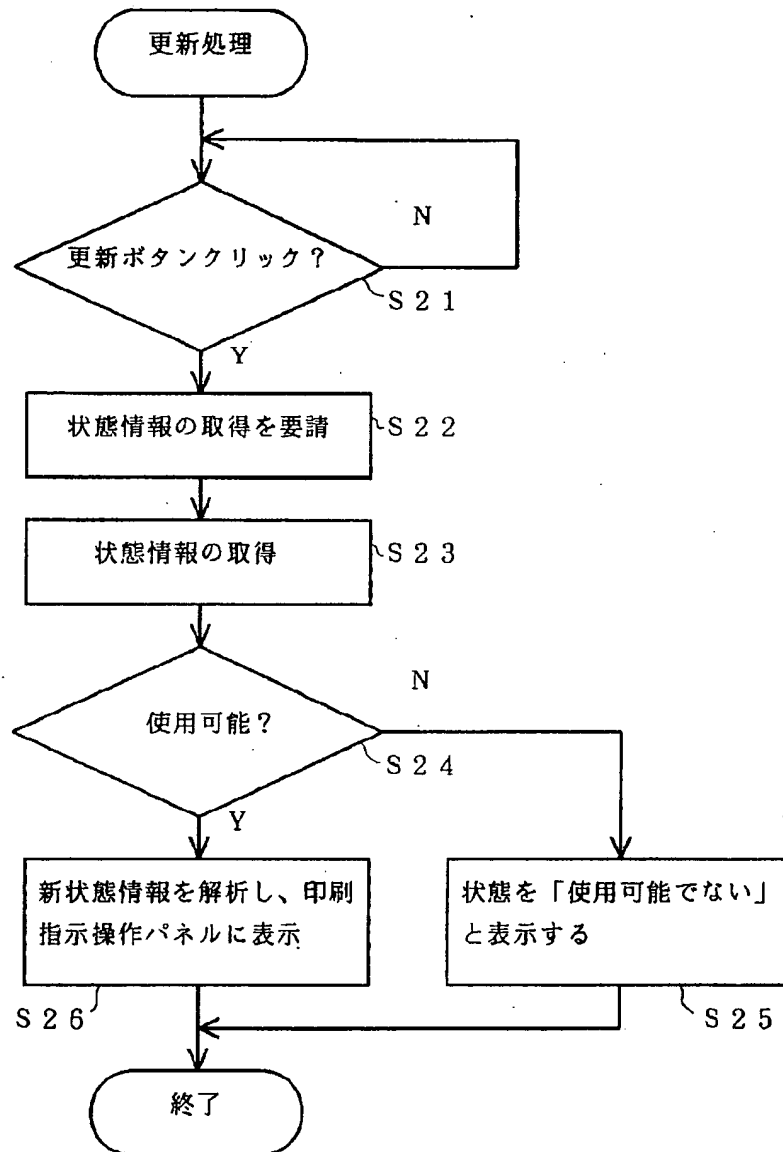 更新処理
N
更新ボタンクリック?
S21
Y
状態情報の取得を要請
S22
状態情報の取得
S23
N
使用可能?
S24
Y
新状態情報を解析し、印刷
指示操作パネルに表示
S26
状態を「使用可能でない」
と表示する
S25
終了